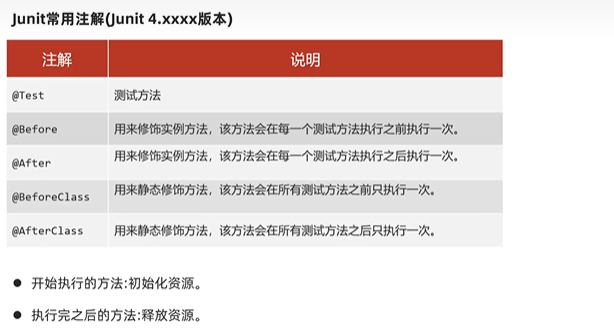 Junit常用注解(Junit 4.xxxx版本)
注解 说明
@Test 测试方法
@Before 用来修饰实例方法，该方法会在每一个测试方法执行之前执行一次。
@After 用来修饰实例方法，该方法会在每一个测试方法执行之后执行一次。
@BeforeClass 用来静态修饰方法，该方法会在所有测试方法之前只执行一次。
@AfterClass 用来静态修饰方法，该方法会在所有测试方法之后只执行一次。
● 开始执行的方法:初始化资源。
● 执行完之后的方法:释放资源。